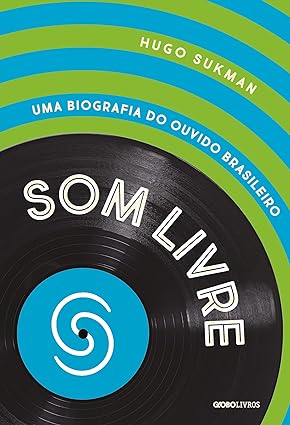 HUGO SUKMAN
UMA BIOGRAFIA DO OUVIDO BRASILEIRO
SOM LIVRE
GLOBOLIVROS